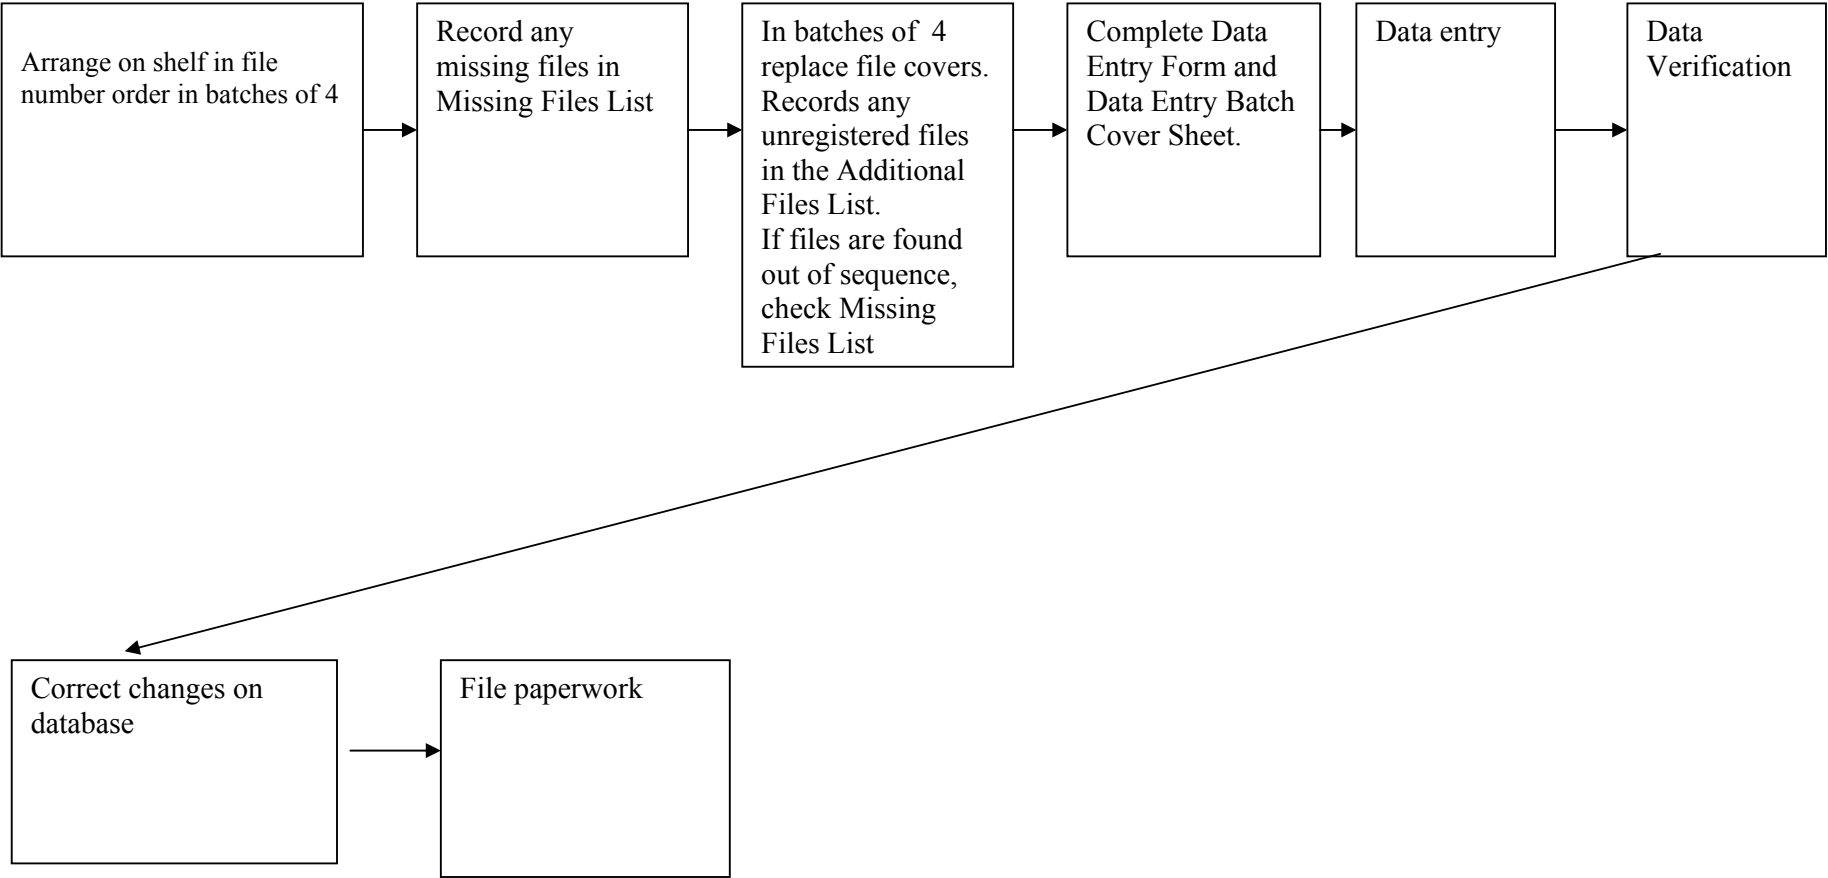 Arrange on shelf in file
number order in batches of 4
Record any
missing files in
Missing Files List
In batches of  4
replace file covers.
Records any
unregistered files
in the Additional
Files List.
If files are found
out of sequence,
check Missing
Files List
Complete Data
Entry Form and
Data Entry Batch
Cover Sheet.
Data entry
Data
Verification
Correct changes on
database
File paperwork